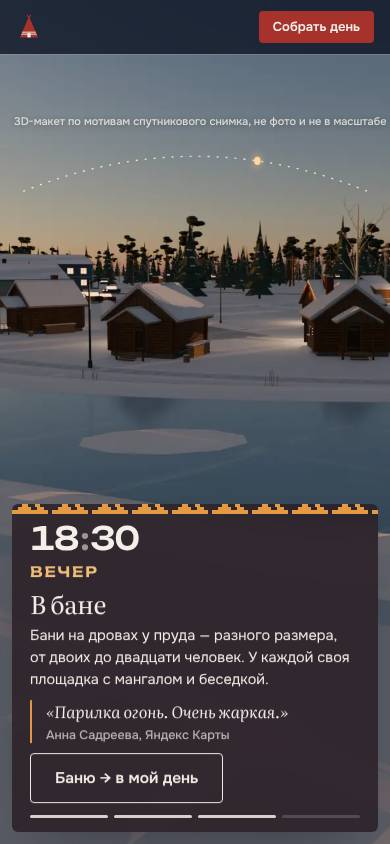 Собрать день
3D-макет по мотивам спутникового снимка, не фото и не в масштабе
18:30
ВЕЧЕР
В бане
Бани на дровах у пруда — разного размера,
от двоих до двадцати человек. У каждой своя
площадка с мангалом и беседкой.
«Парилка огонь. Очень жаркая.»
Анна Садреева, Яндекс Карты
Баню → в мой день